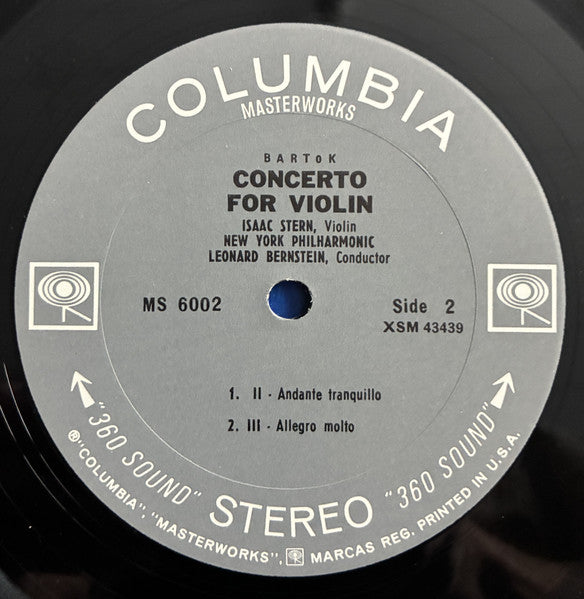 COLUMBIA
MASTERWORKS
BARToK
CONCERTO
FOR VIOLIN
ISAAC STERN, Violin
NEW YORK PHILHARMONIC
LEONARD BERNSTEIN, Conductor
MS 6002
Side 2
XSM 43439
1. II - Andante tranquillo
2. III - Allegro molto
"360 SOUND" STEREO "360 SOUND"
®"COLUMBIA", "MASTERWORKS", MARCAS REG. PRINTED IN U.S.A.